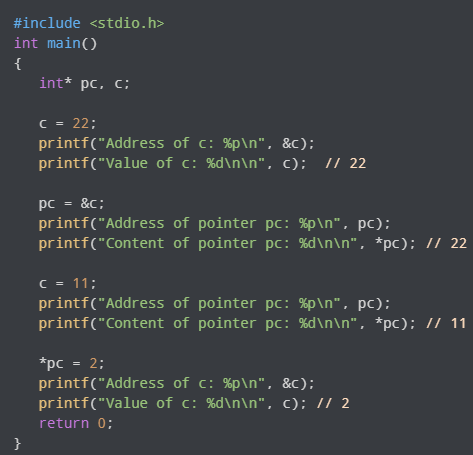 #include <stdio.h>
int main()
{
   int* pc, c;

   c = 22;
   printf("Address of c: %p\n", &c);
   printf("Value of c: %d\n\n", c);  // 22

   pc = &c;
   printf("Address of pointer pc: %p\n", pc);
   printf("Content of pointer pc: %d\n\n", *pc); // 22

   c = 11;
   printf("Address of pointer pc: %p\n", pc);
   printf("Content of pointer pc: %d\n\n", *pc); // 11

   *pc = 2;
   printf("Address of c: %p\n", &c);
   printf("Value of c: %d\n\n", c); // 2
   return 0;
}